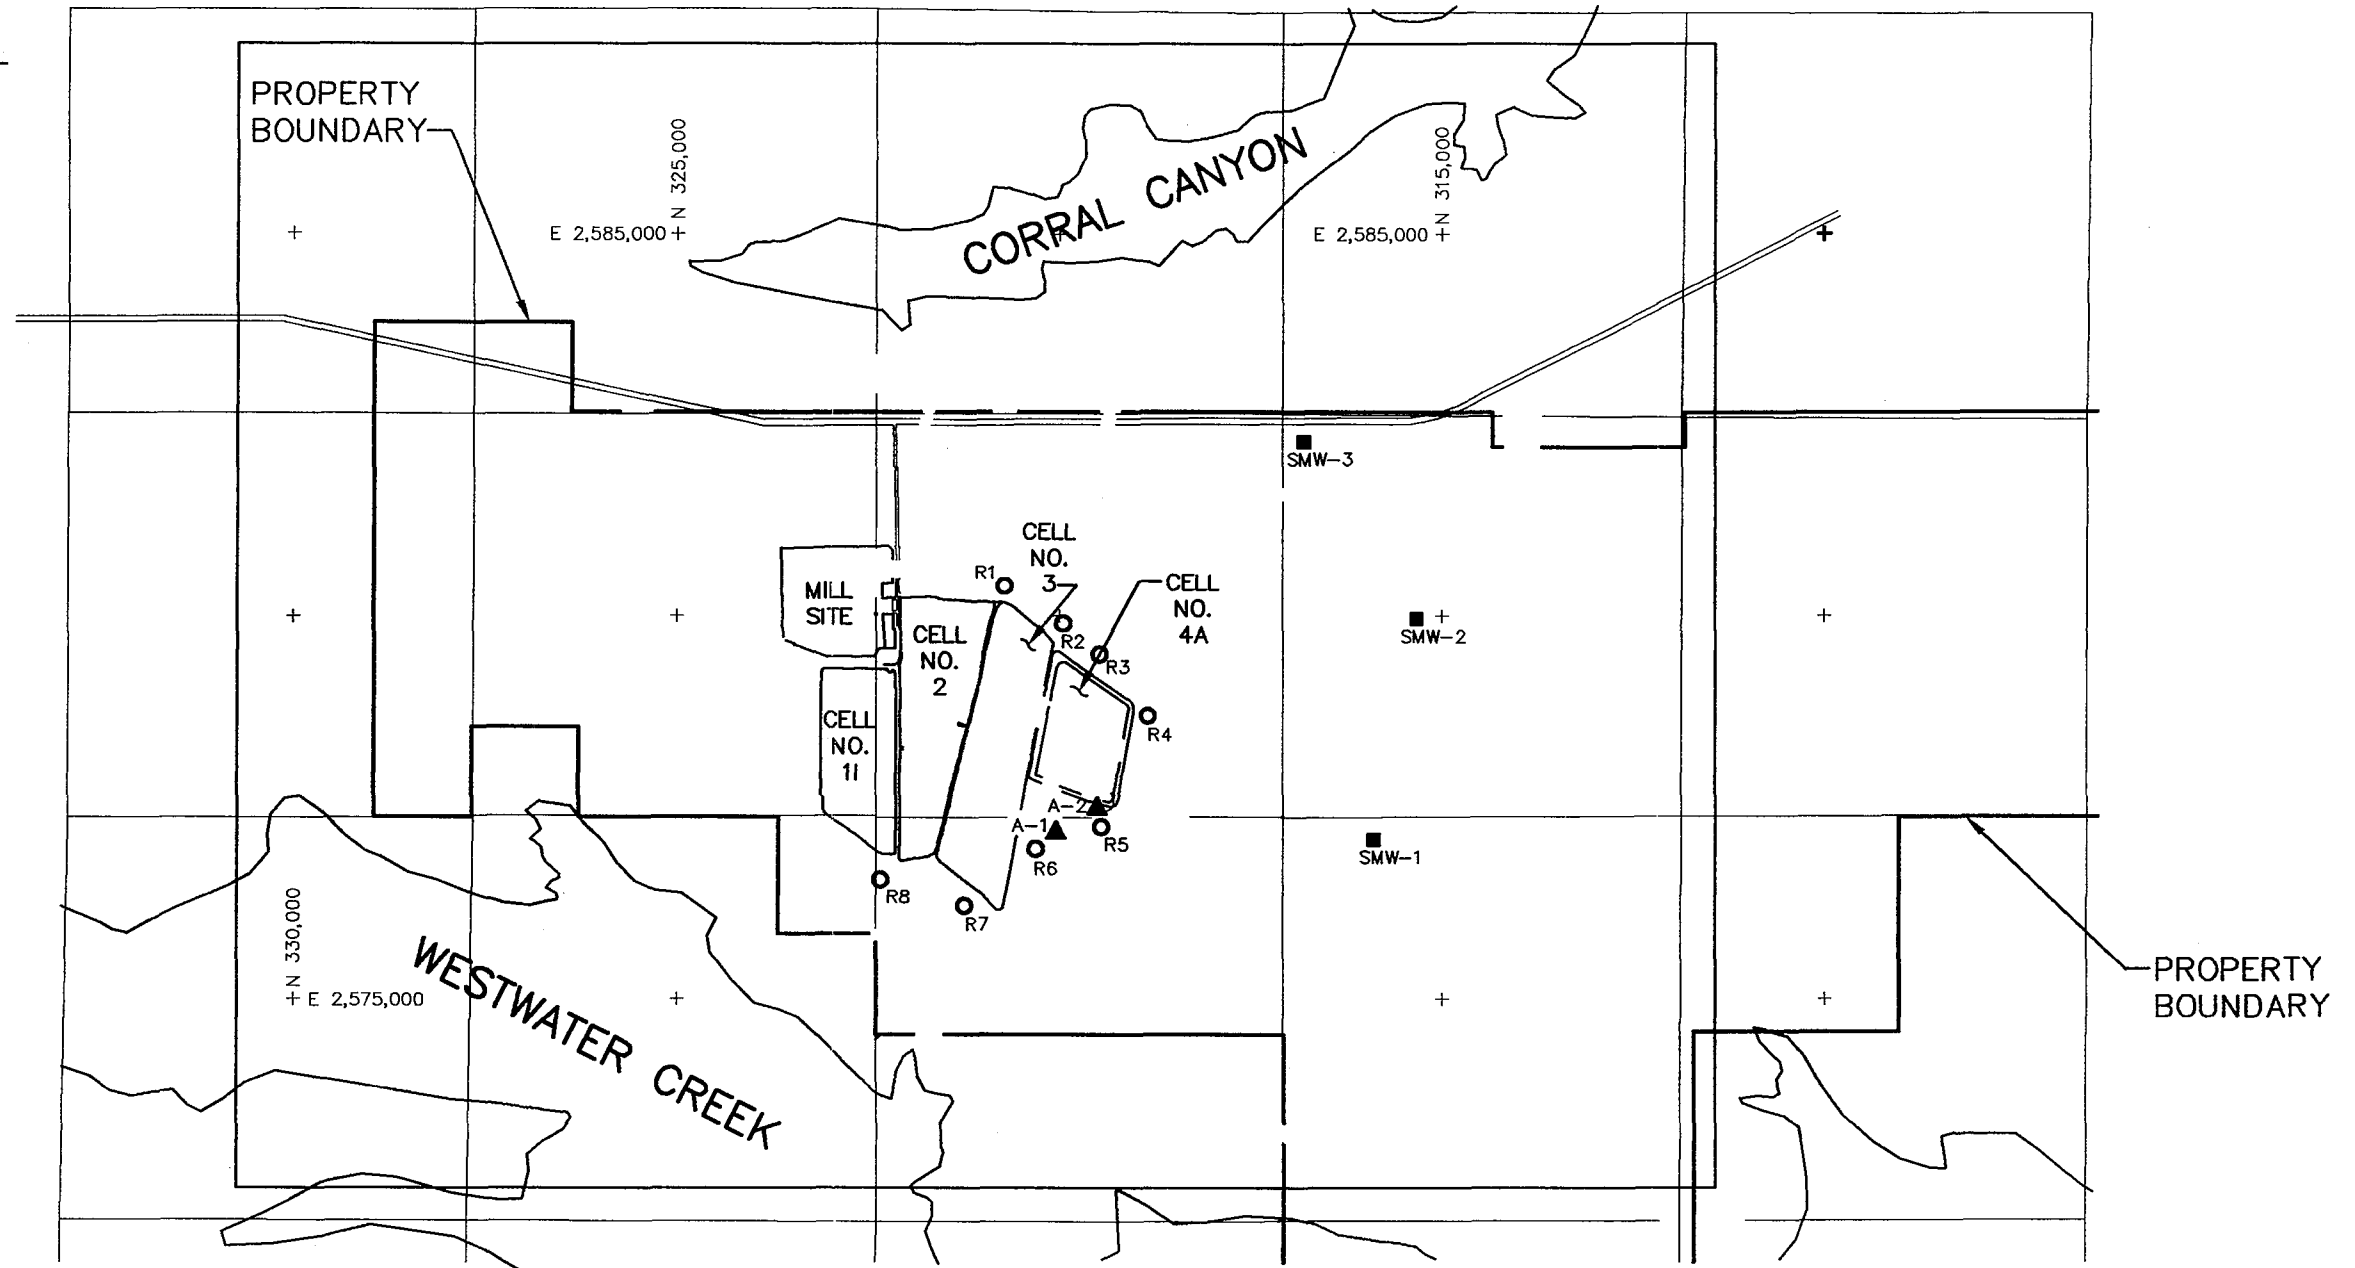 PROPERTY
BOUNDARY
N 325,000
E 2,585,000
CORRAL CANYON
N 315,000
E 2,585,000
SMW-3
CELL
NO.
3
R1
CELL
NO.
4A
MILL
SITE
R2
SMW-2
CELL
NO.
2
R3
CELL
NO.
1I
R4
A-2
A-1
R5
SMW-1
R6
R8
R7
N 330,000
E 2,575,000
WESTWATER CREEK
PROPERTY
BOUNDARY